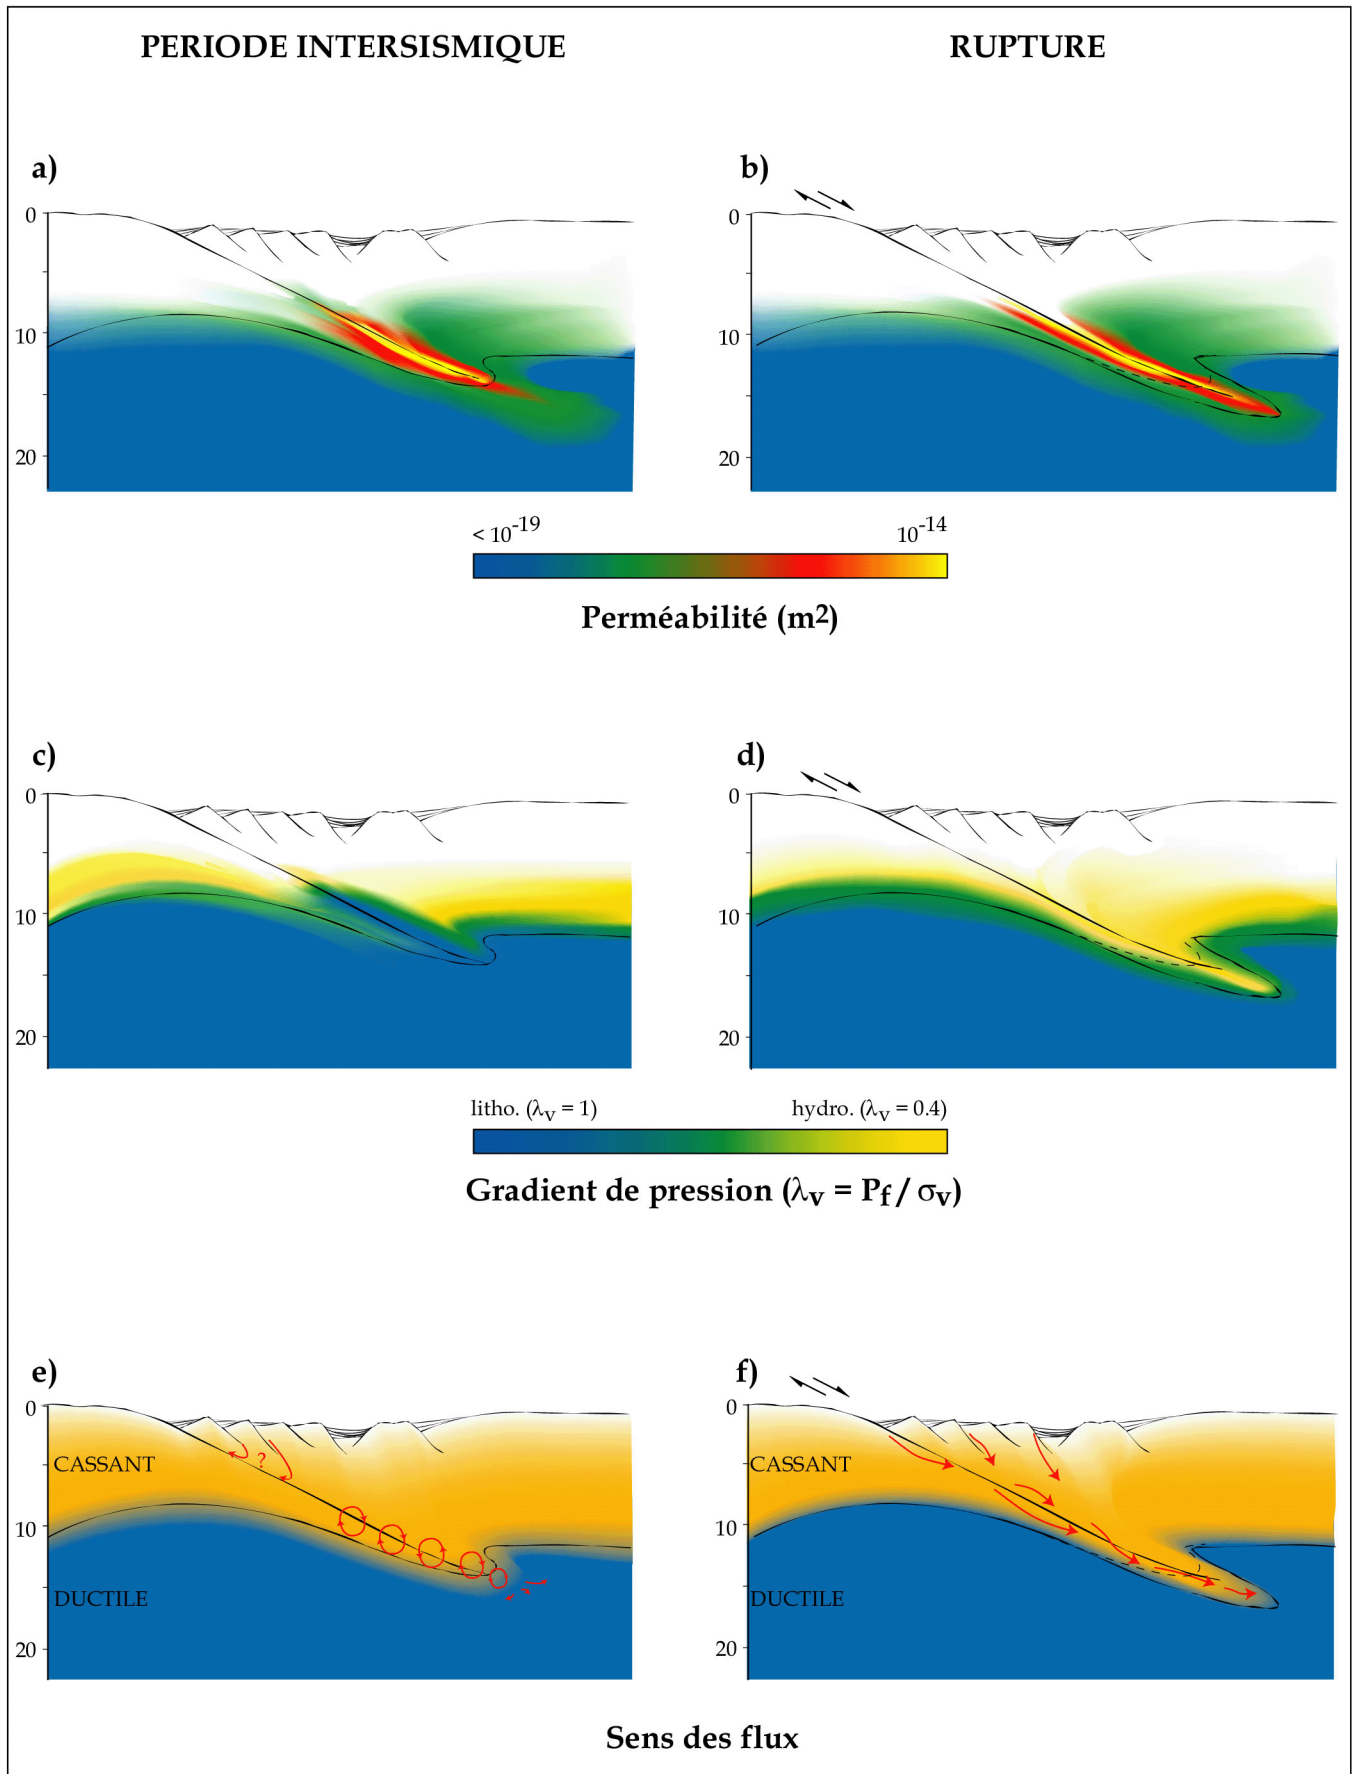 PERIODE INTERSISMIQUE
RUPTURE
a)
b)
0
10
20
0
10
20
< 10-19
10-14
Perméabilité (m2)
c)
d)
0
10
20
0
10
20
litho. (λv = 1)
hydro. (λv = 0.4)
Gradient de pression (λv = Pf / σv)
e)
f)
0
CASSANT
?
10
DUCTILE
20
0
CASSANT
10
DUCTILE
20
Sens des flux